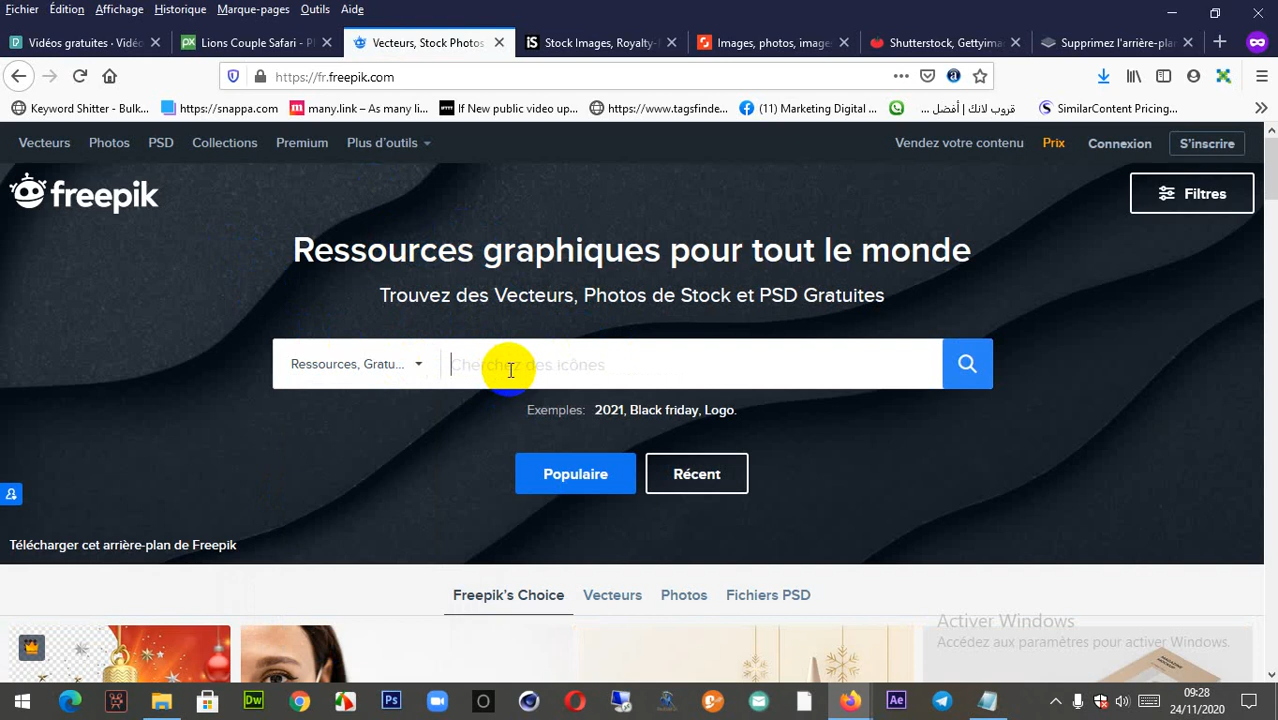 Fichier Édition Affichage Historique Marque-pages Outils Aide
Vidéos gratuites · Vidéo
Lions Couple Safari - P
Vecteurs, Stock Photos
Stock Images, Royalty-F
Images, photos, image
Shutterstock, Gettyima
Supprimez l'arrière-pla
https://fr.freepik.com
Keyword Shitter - Bulk...
https://snappa.com
many.link – As many li...
If New public video up...
https://www.tagsfinde...
(11) Marketing Digital ...
قروب لانك | أفضل ...
SimilarContent Pricing...
Vecteurs Photos PSD Collections Premium Plus d'outils
Vendez votre contenu Prix Connexion S'inscrire
freepik
Filtres
Ressources graphiques pour tout le monde
Trouvez des Vecteurs, Photos de Stock et PSD Gratuites
Ressources, Gratu...
Cherchez des icônes
Exemples: 2021, Black friday, Logo.
Populaire Récent
Télécharger cet arrière-plan de Freepik
Freepik's Choice Vecteurs Photos Fichiers PSD
Activer Windows
Accédez aux paramètres pour activer Windows.
09:28
24/11/2020